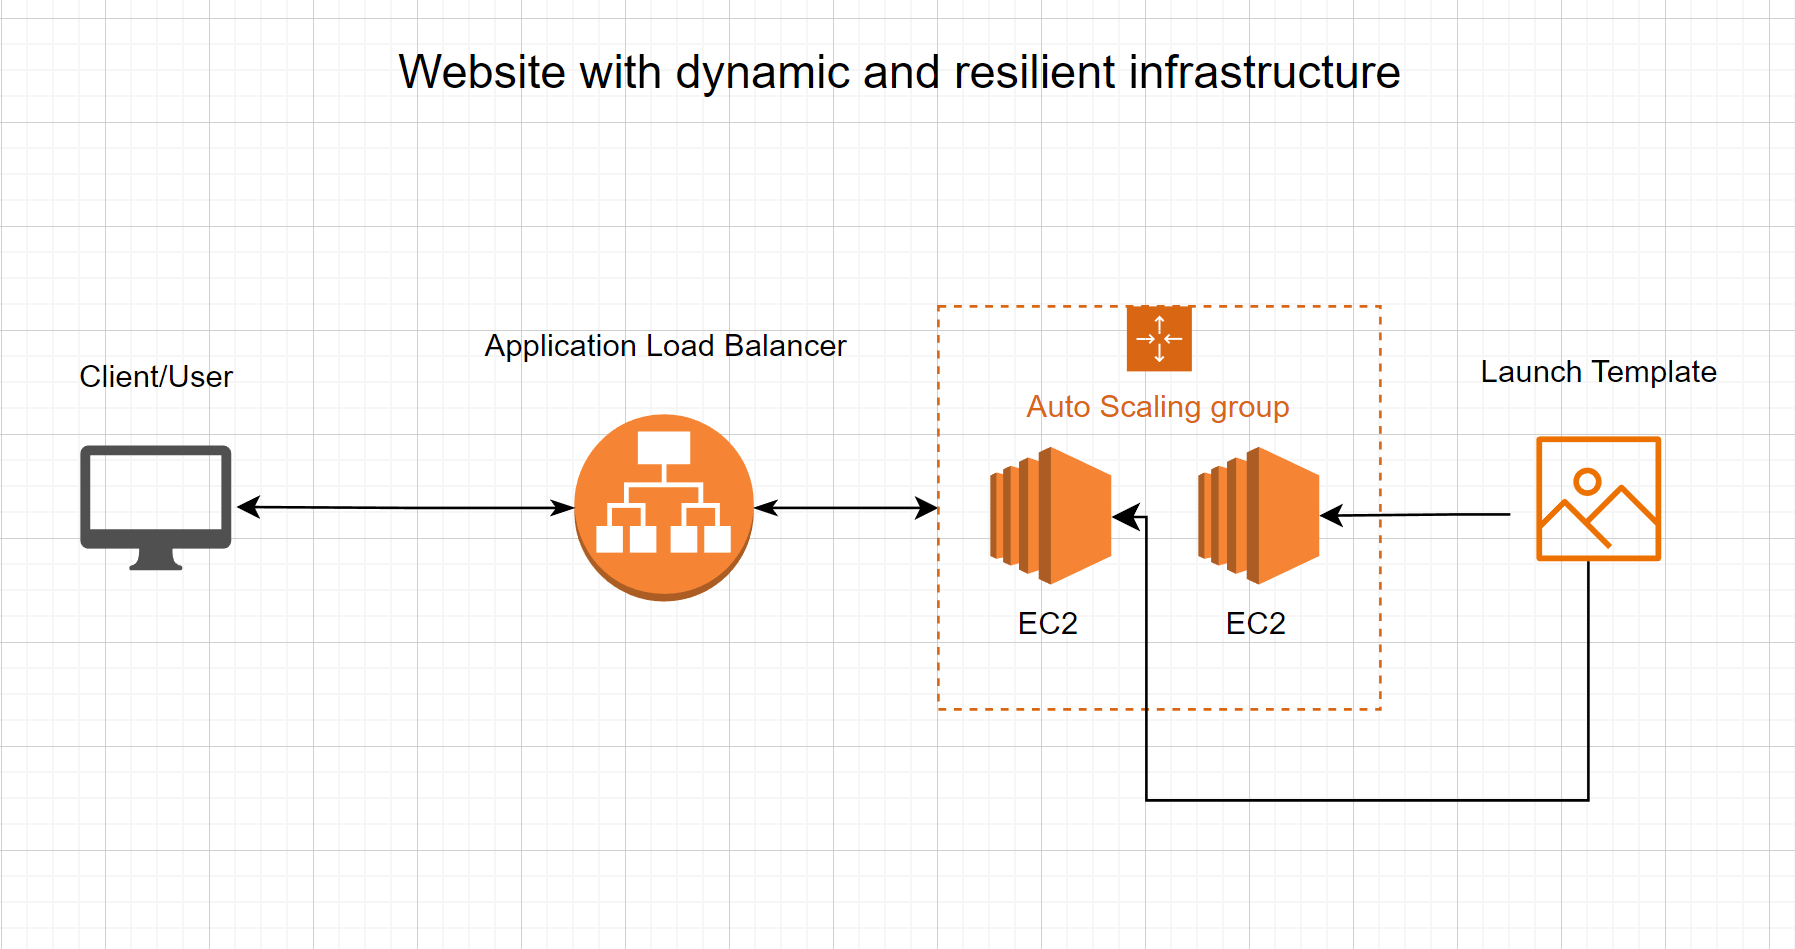 Website with dynamic and resilient infrastructure
Client/User
Application Load Balancer
Auto Scaling group
EC2
EC2
Launch Template